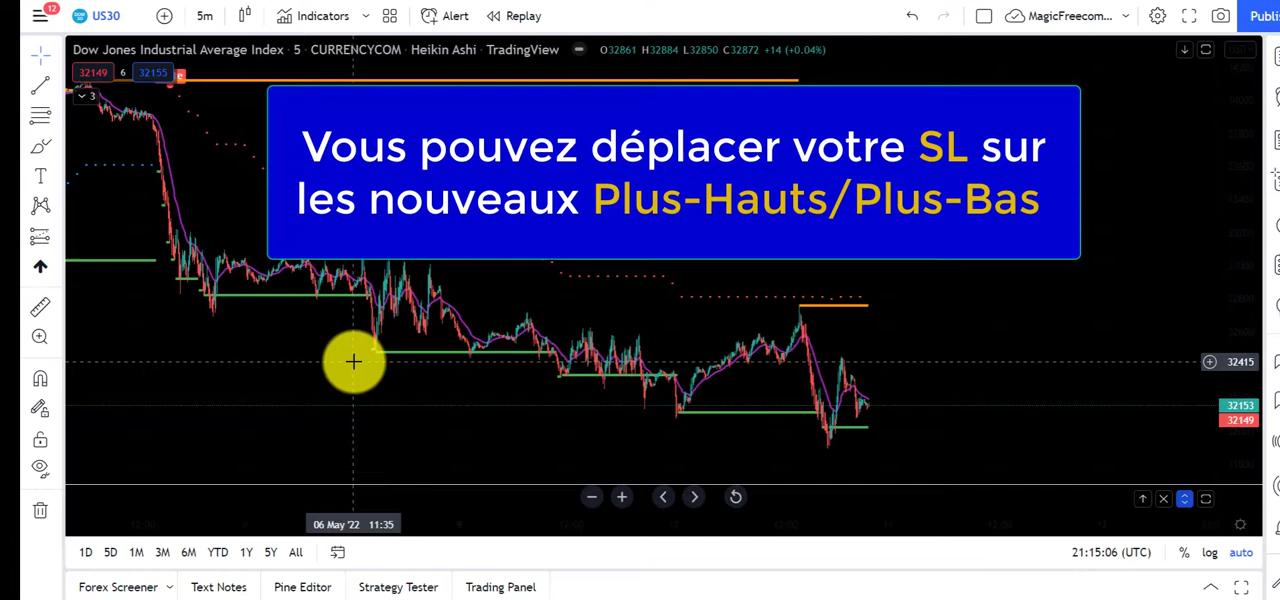 12
US30
5m
Indicators
Alert
Replay
MagicFreecom...
Publi
Dow Jones Industrial Average Index · 5 · CURRENCYCOM · Heikin Ashi · TradingView
O32861 H32884 L32850 C32872 +14 (+0.04%)
32149 6 32155
3
Vous pouvez déplacer votre SL sur
les nouveaux Plus-Hauts/Plus-Bas
32415
32153
32149
06 May '22 11:35
1D 5D 1M 3M 6M YTD 1Y 5Y All
21:15:06 (UTC)
% log auto
Forex Screener
Text Notes
Pine Editor
Strategy Tester
Trading Panel